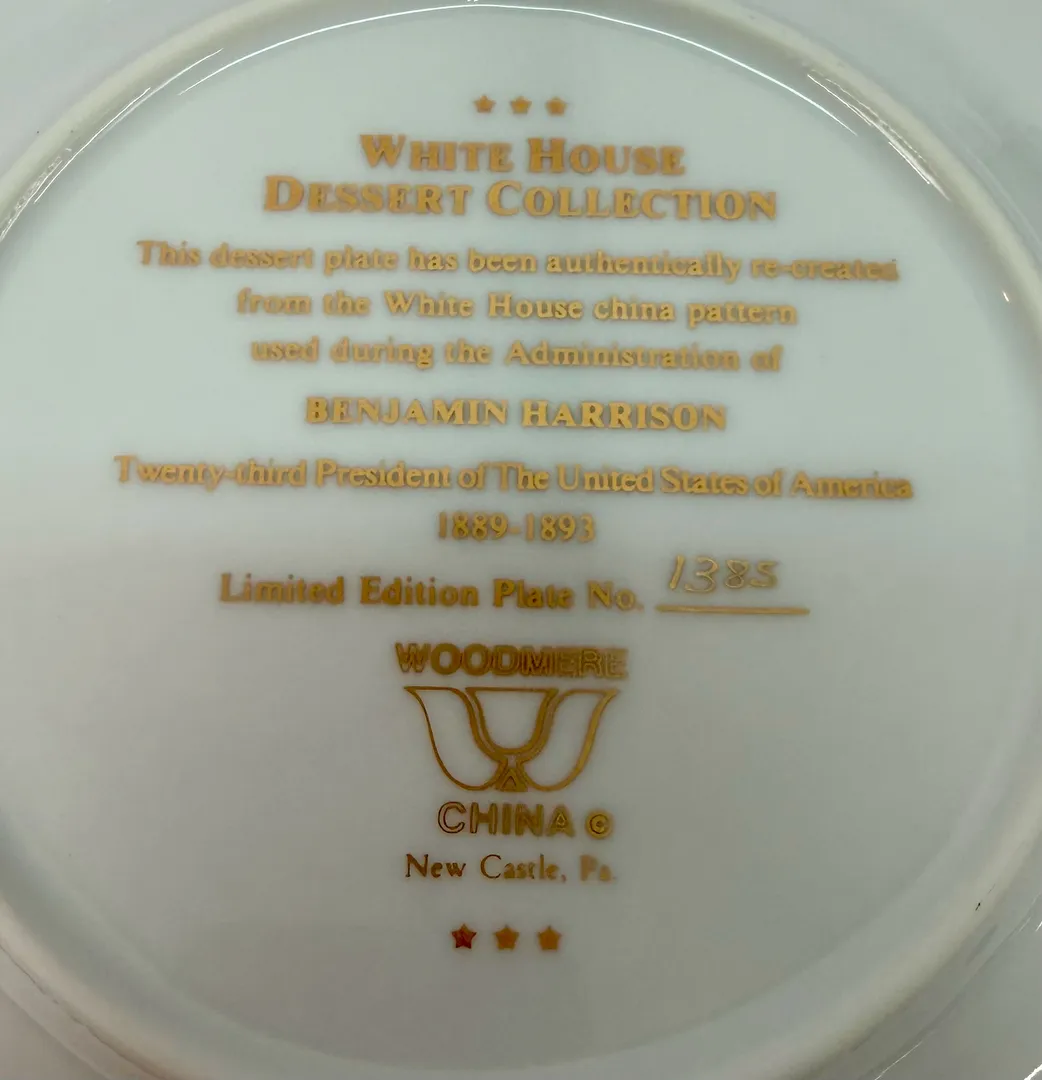 WHITE HOUSE
DESSERT COLLECTION
This dessert plate has been authentically re-created
from the White House china pattern
used during the Administration of
BENJAMIN HARRISON
Twenty-third President of The United States of America
1889-1893
Limited Edition Plate No. 1385
WOODMERE
CHINA ©
New Castle, Pa.